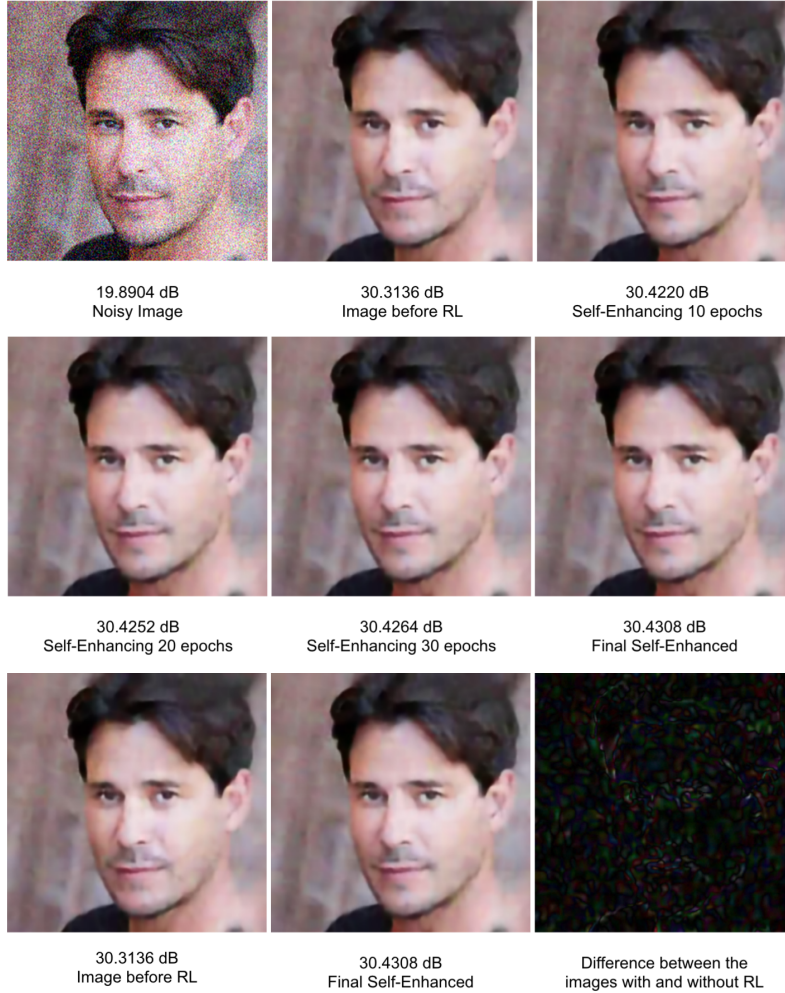 19.8904 dB
Noisy Image
30.3136 dB
Image before RL
30.4220 dB
Self-Enhancing 10 epochs
30.4252 dB
Self-Enhancing 20 epochs
30.4264 dB
Self-Enhancing 30 epochs
30.4308 dB
Final Self-Enhanced
30.3136 dB
Image before RL
30.4308 dB
Final Self-Enhanced
Difference between the
images with and without RL